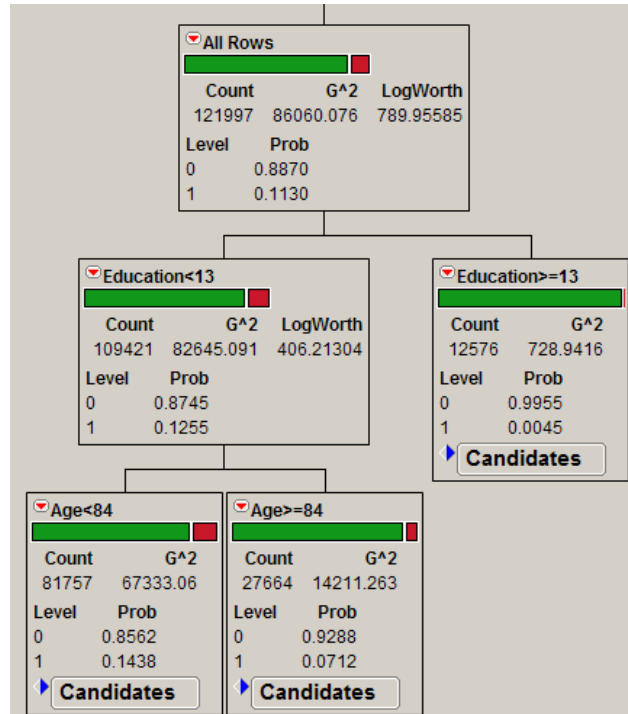 All Rows
Count G^2 LogWorth
121997 86060.076 789.95585
Level Prob
0 0.8870
1 0.1130
Education<13
Count G^2 LogWorth
109421 82645.091 406.21304
Level Prob
0 0.8745
1 0.1255
Education>=13
Count G^2
12576 728.9416
Level Prob
0 0.9955
1 0.0045
Candidates
Age<84
Count G^2
81757 67333.06
Level Prob
0 0.8562
1 0.1438
Candidates
Age>=84
Count G^2
27664 14211.263
Level Prob
0 0.9288
1 0.0712
Candidates